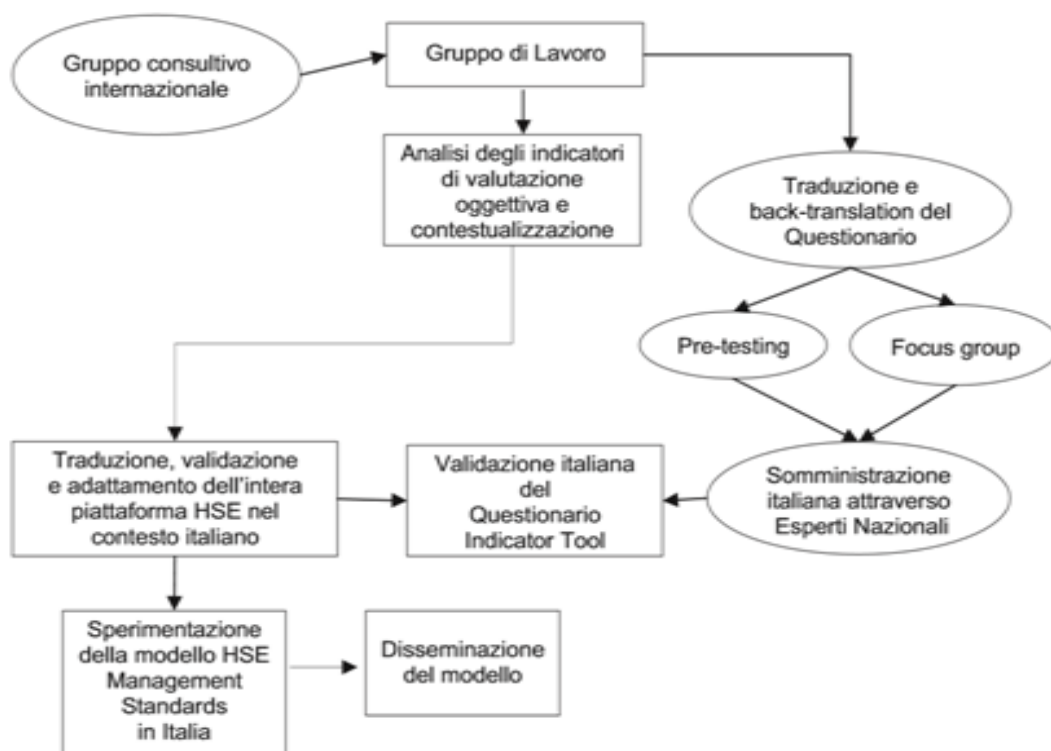 Gruppo consultivo
internazionale
Gruppo di Lavoro
Analisi degli indicatori
di valutazione
oggettiva e
contestualizzazione
Traduzione e
back-translation del
Questionario
Pre-testing
Focus group
Traduzione, validazione
e adattamento dell'intera
piattaforma HSE nel
contesto italiano
Validazione italiana
del
Questionario
Indicator Tool
Somministrazione
italiana attraverso
Esperti Nazionali
Sperimentazione
della modello HSE
Management
Standards
in Italia
Disseminazione
del modello